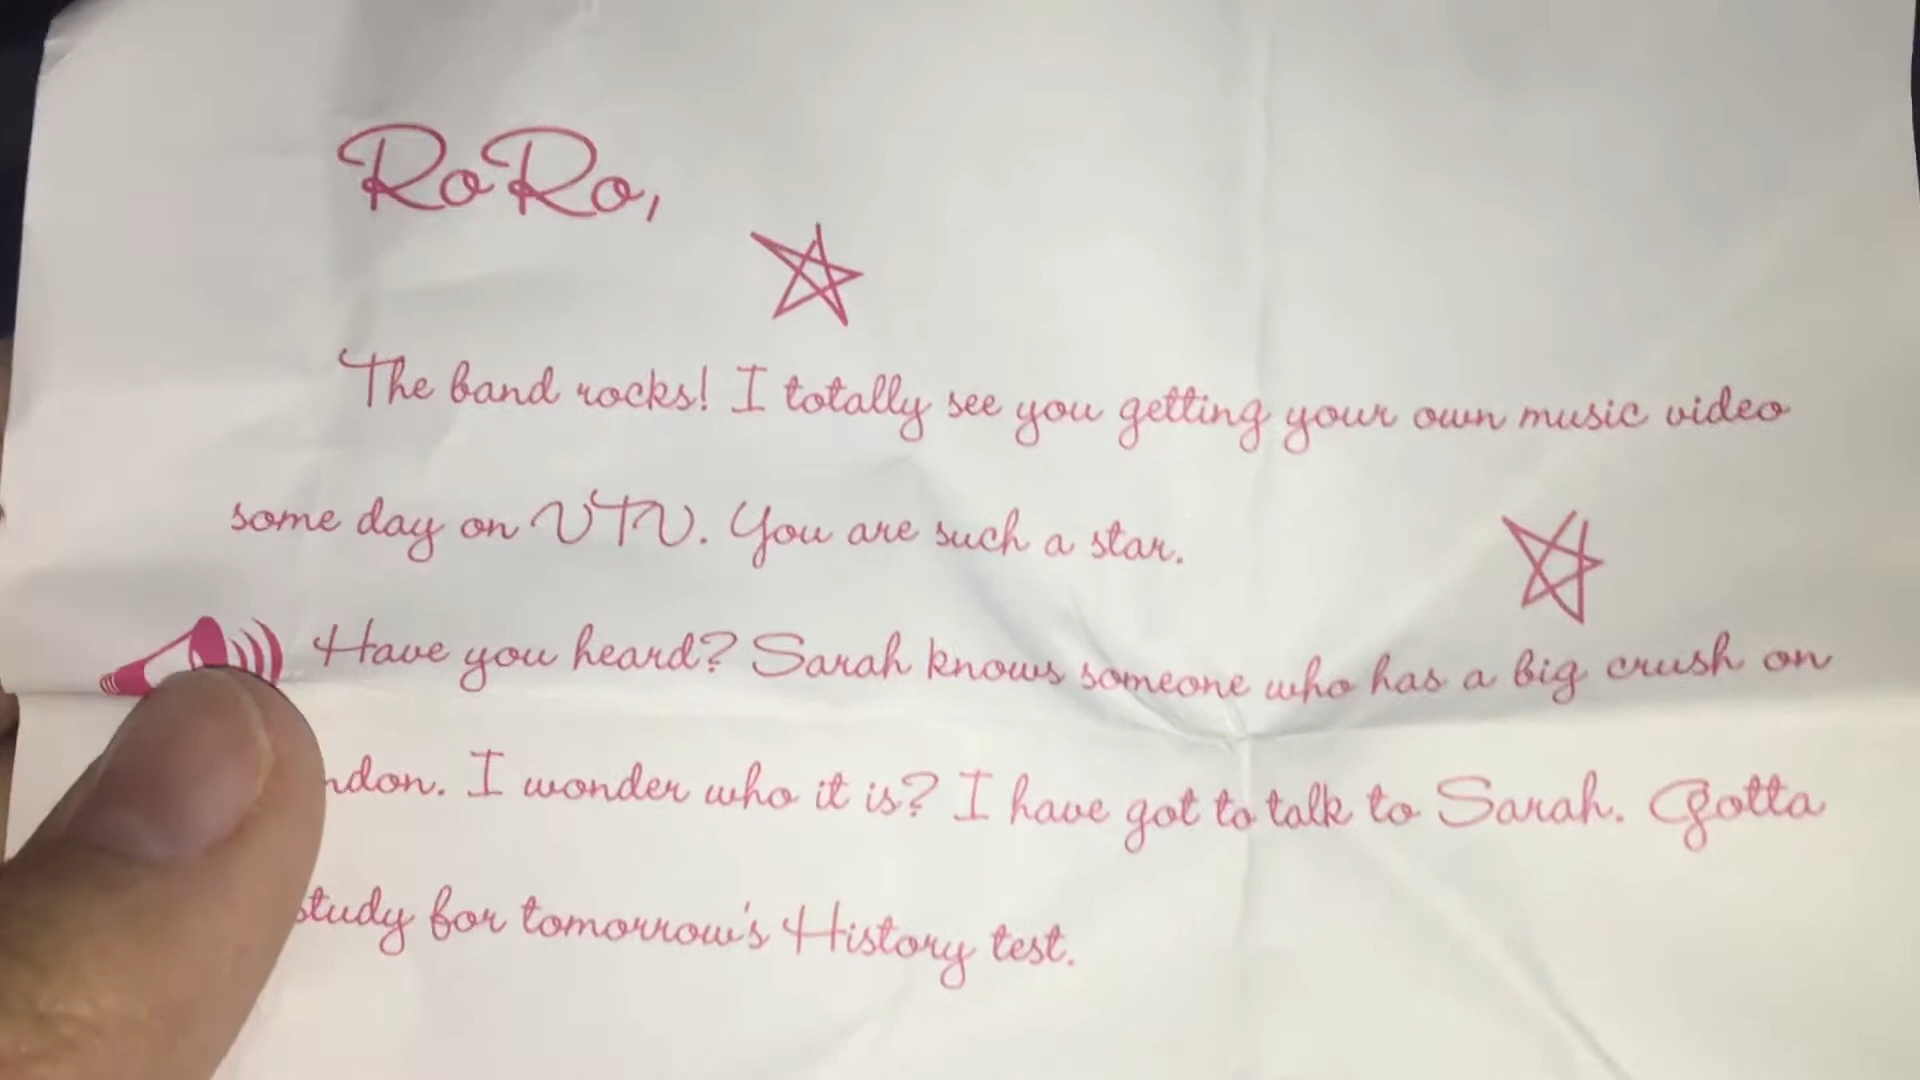 RoRo,
The band rocks! I totally see you getting your own music video
some day on VTV. You are such a star.
Have you heard? Sarah knows someone who has a big crush on
I wonder who it is? I have got to talk to Sarah. Gotta
study for tomorrow's History test.